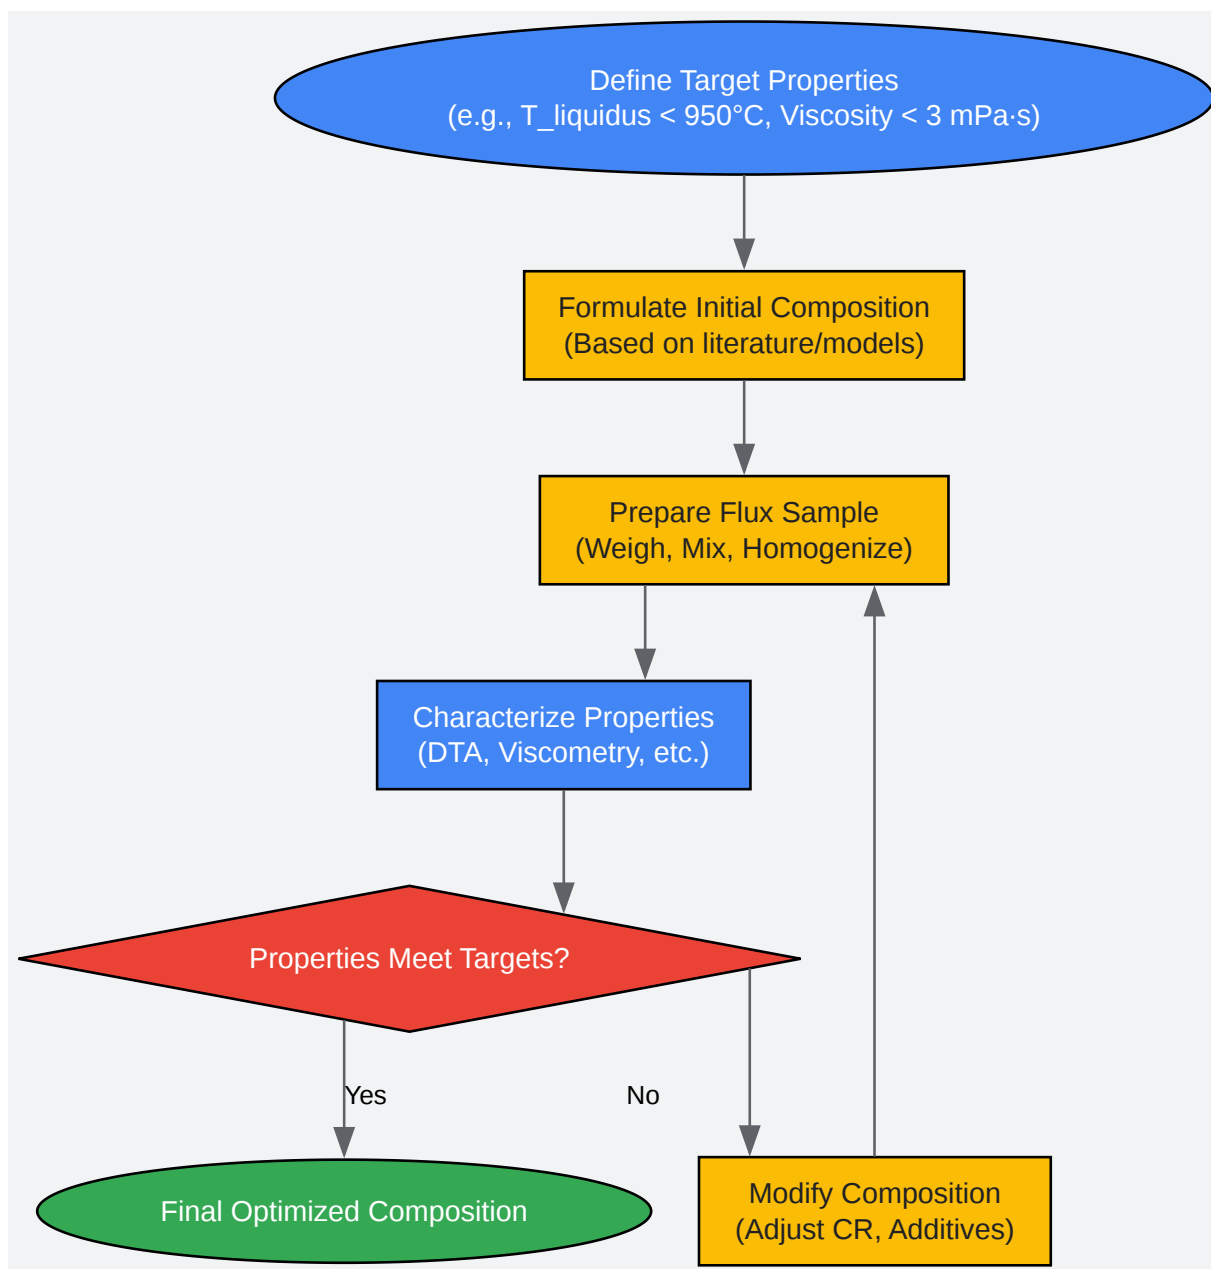 Define Target Properties
(e.g., T_liquidus < 950°C, Viscosity < 3 mPa·s)
Formulate Initial Composition
(Based on literature/models)
Prepare Flux Sample
(Weigh, Mix, Homogenize)
Characterize Properties
(DTA, Viscometry, etc.)
Properties Meet Targets?
Yes
No
Final Optimized Composition
Modify Composition
(Adjust CR, Additives)